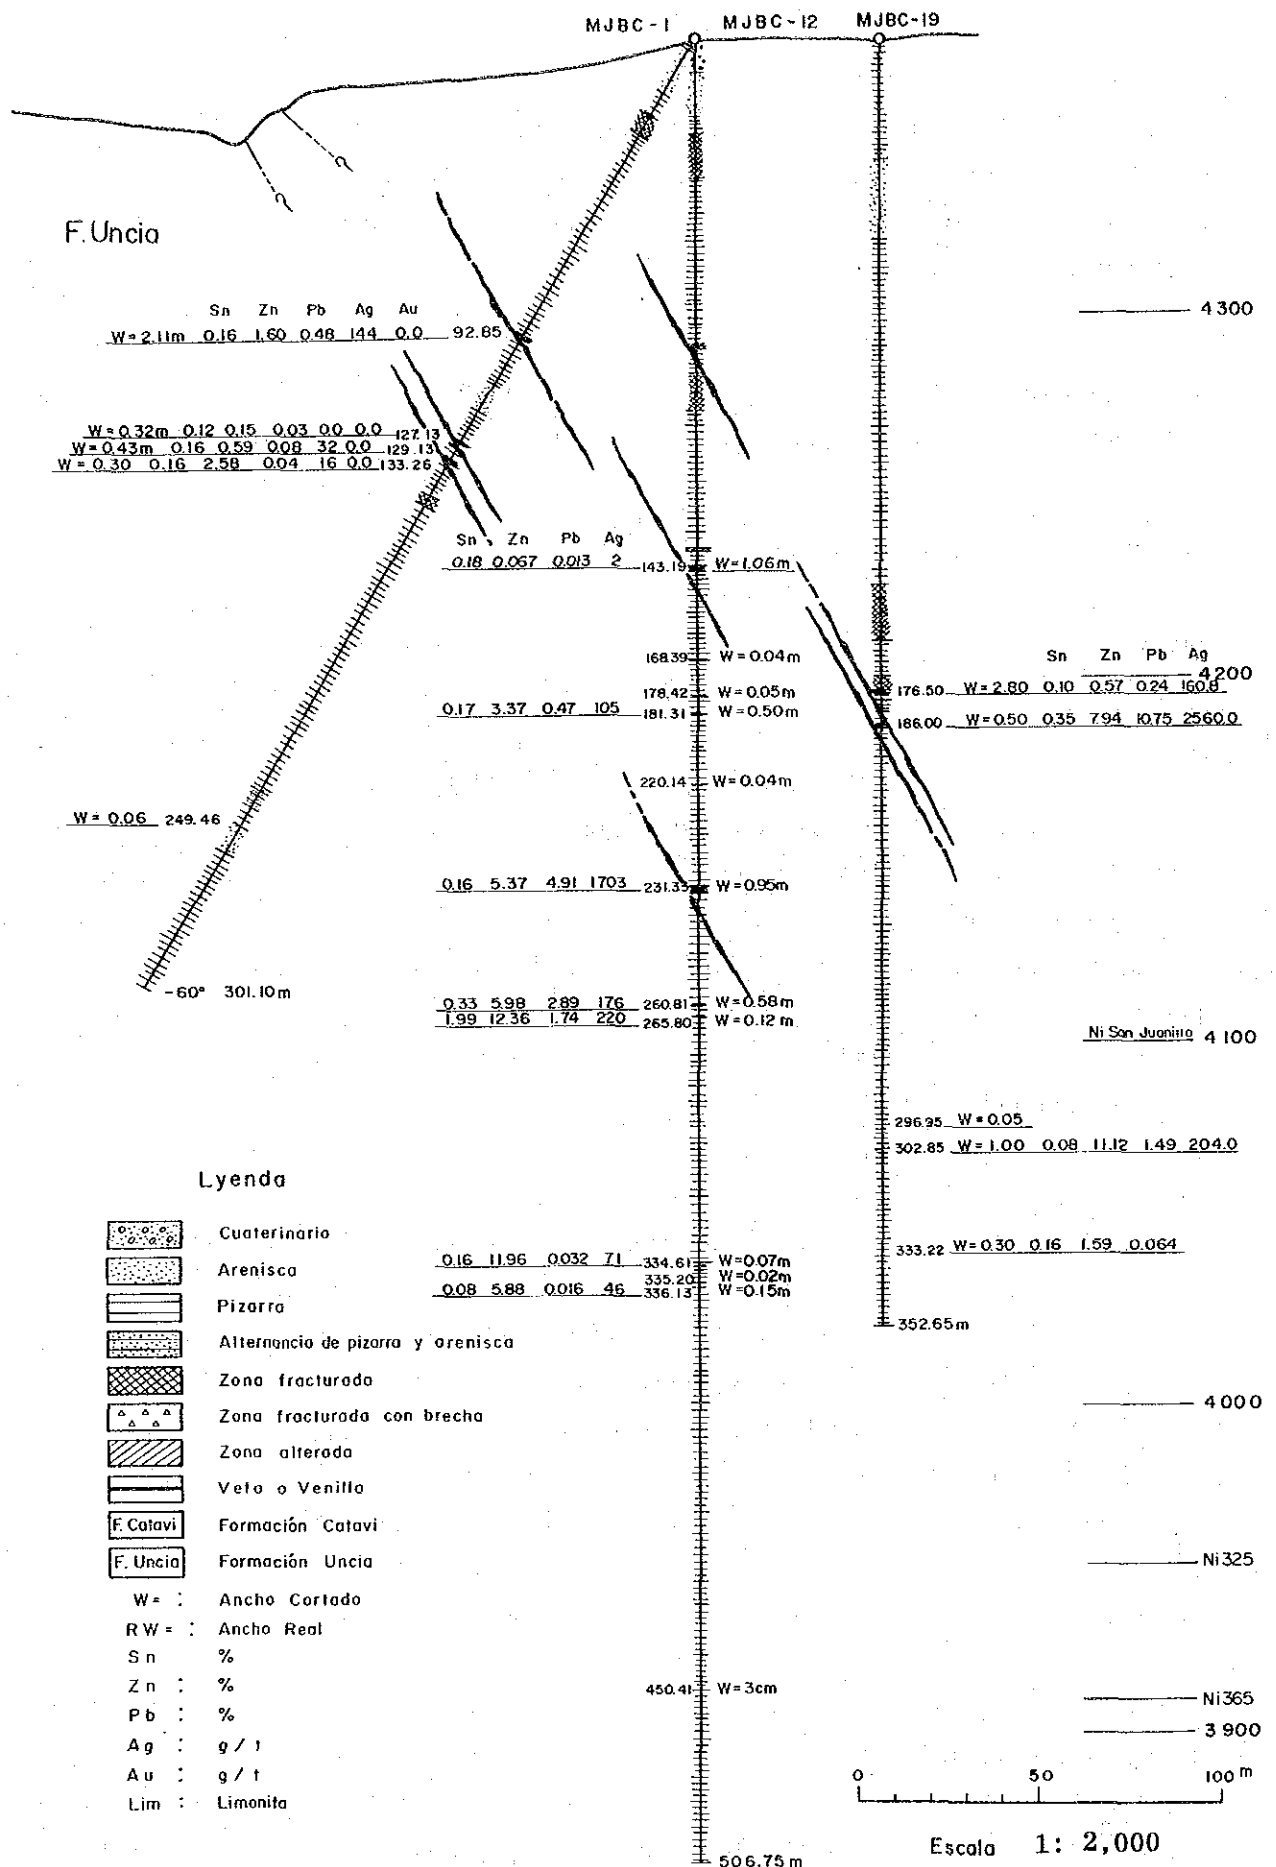 MJBC-1 MJBC-12 MJBC-19
F. Uncia
4300
Sn Zn Pb Ag Au
W=2.11m 0.16 1.60 0.48 144 0.0 92.85
W=0.32m 0.12 0.15 0.03 0.0 0.0 127.13
W=0.43m 0.16 0.59 0.08 32 0.0 129.13
W=0.30 0.16 2.58 0.04 16 0.0 133.26
Sn Zn Pb Ag
0.18 0.067 0.013 2 143.19 W=1.06m
168.39 W=0.04m
178.42 W=0.05m
0.17 3.37 0.47 105 181.31 W=0.50m
220.14 W=0.04m
0.16 5.37 4.91 1703 231.33 W=0.95m
0.33 5.98 2.89 176 260.81 W=0.58m
1.99 12.36 1.74 220 265.80 W=0.12m
0.16 11.96 0.032 71 334.61 W=0.07m
335.20 W=0.02m
0.08 5.88 0.016 46 336.13 W=0.15m
450.41 W=3cm
506.75m
Sn Zn Pb Ag
4200
176.50 W=2.80 0.10 0.57 0.24 160.8
186.00 W=0.50 0.35 7.94 10.75 2560.0
Ni San Juanillo 4100
296.95 W=0.05
302.85 W=1.00 0.08 11.12 1.49 204.0
333.22 W=0.30 0.16 1.59 0.064
352.65m
W=0.06 249.46
-60° 301.10m
4000
Ni325
Ni365
3900
Lyenda
Cuaterinario
Arenisca
Pizarra
Alternancia de pizarra y arenisca
Zona fracturada
Zona fracturada con brecha
Zona alterada
Veta o Venilla
F. Catavi Formación Catavi
F. Uncia Formación Uncia
W= : Ancho Cortado
RW= : Ancho Real
Sn %
Zn : %
Pb : %
Ag : g/t
Au : g/t
Lim : Limonita
0 50 100 m
Escala 1: 2,000